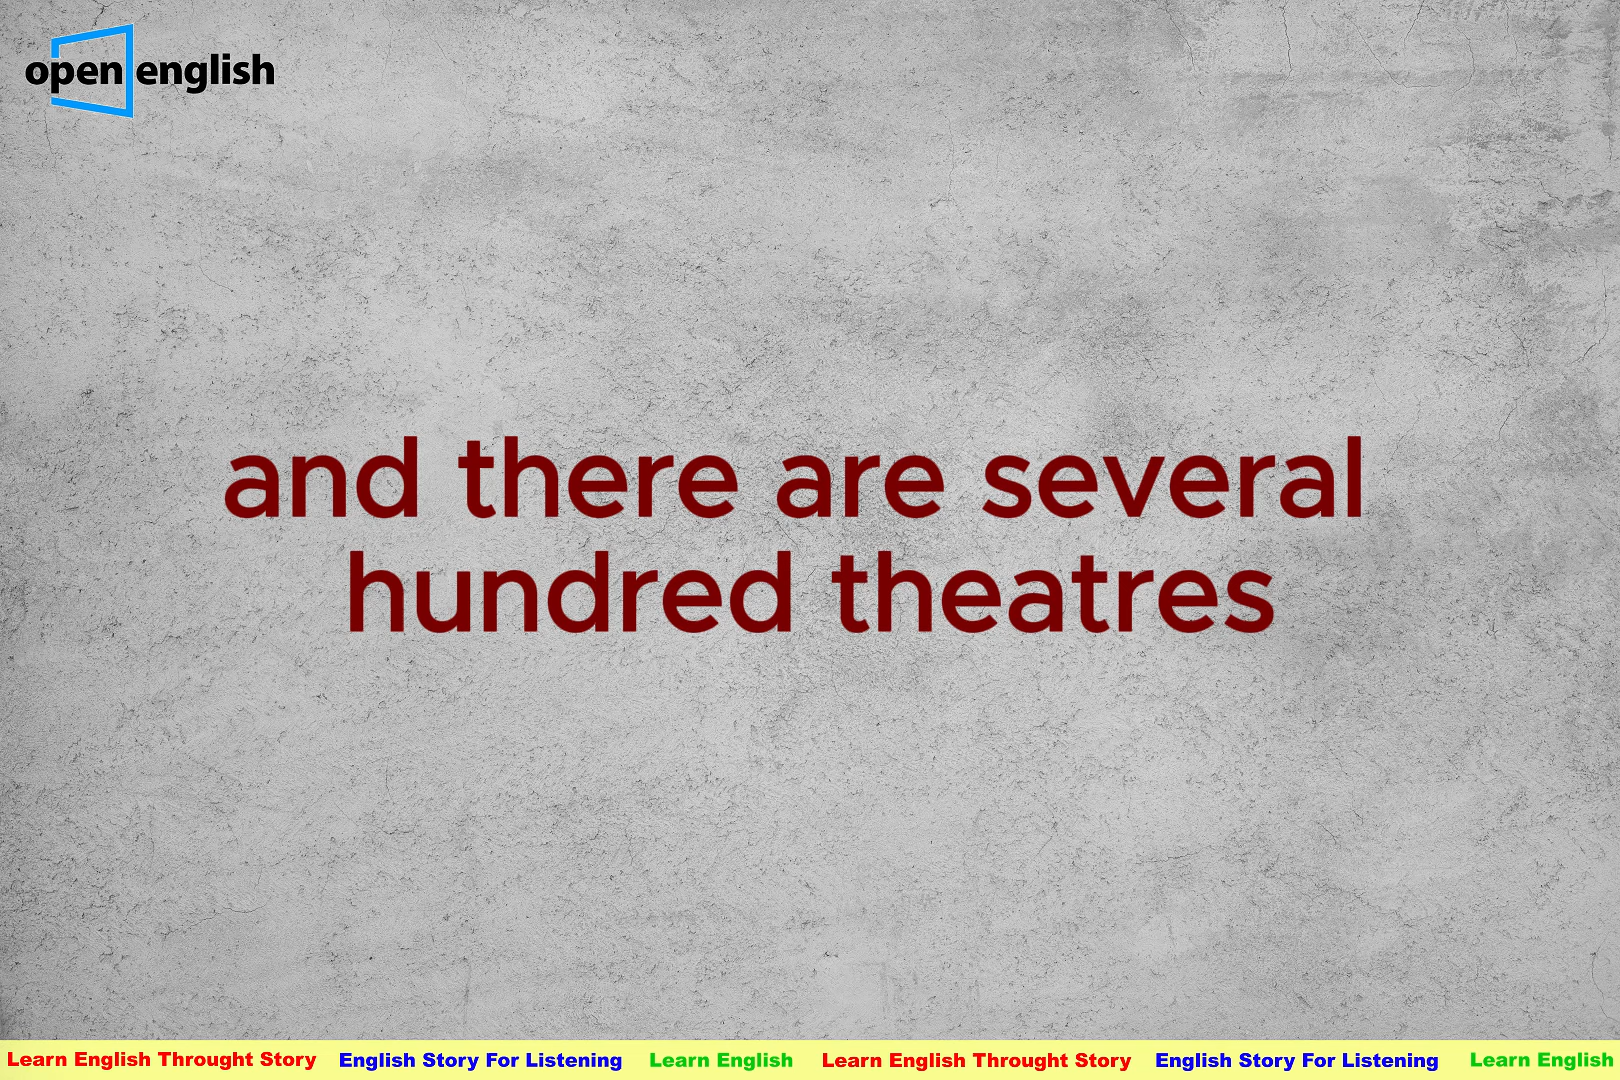 open english
and there are several
hundred theatres
Learn English Throught Story English Story For Listening Learn English Learn English Throught Story English Story For Listening Learn English